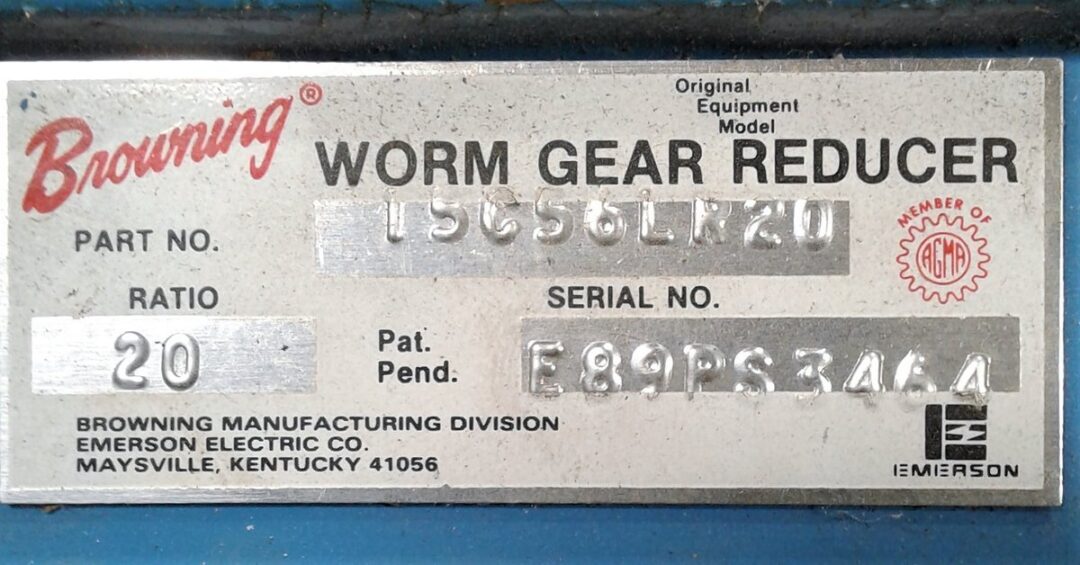 Browning®
Original
Equipment
Model
WORM GEAR REDUCER
PART NO.
15CS6LR20
MEMBER OF
AGMA
RATIO
20
Pat.
Pend.
SERIAL NO.
E89PS3464
BROWNING MANUFACTURING DIVISION
EMERSON ELECTRIC CO.
MAYSVILLE, KENTUCKY 41056
EMERSON